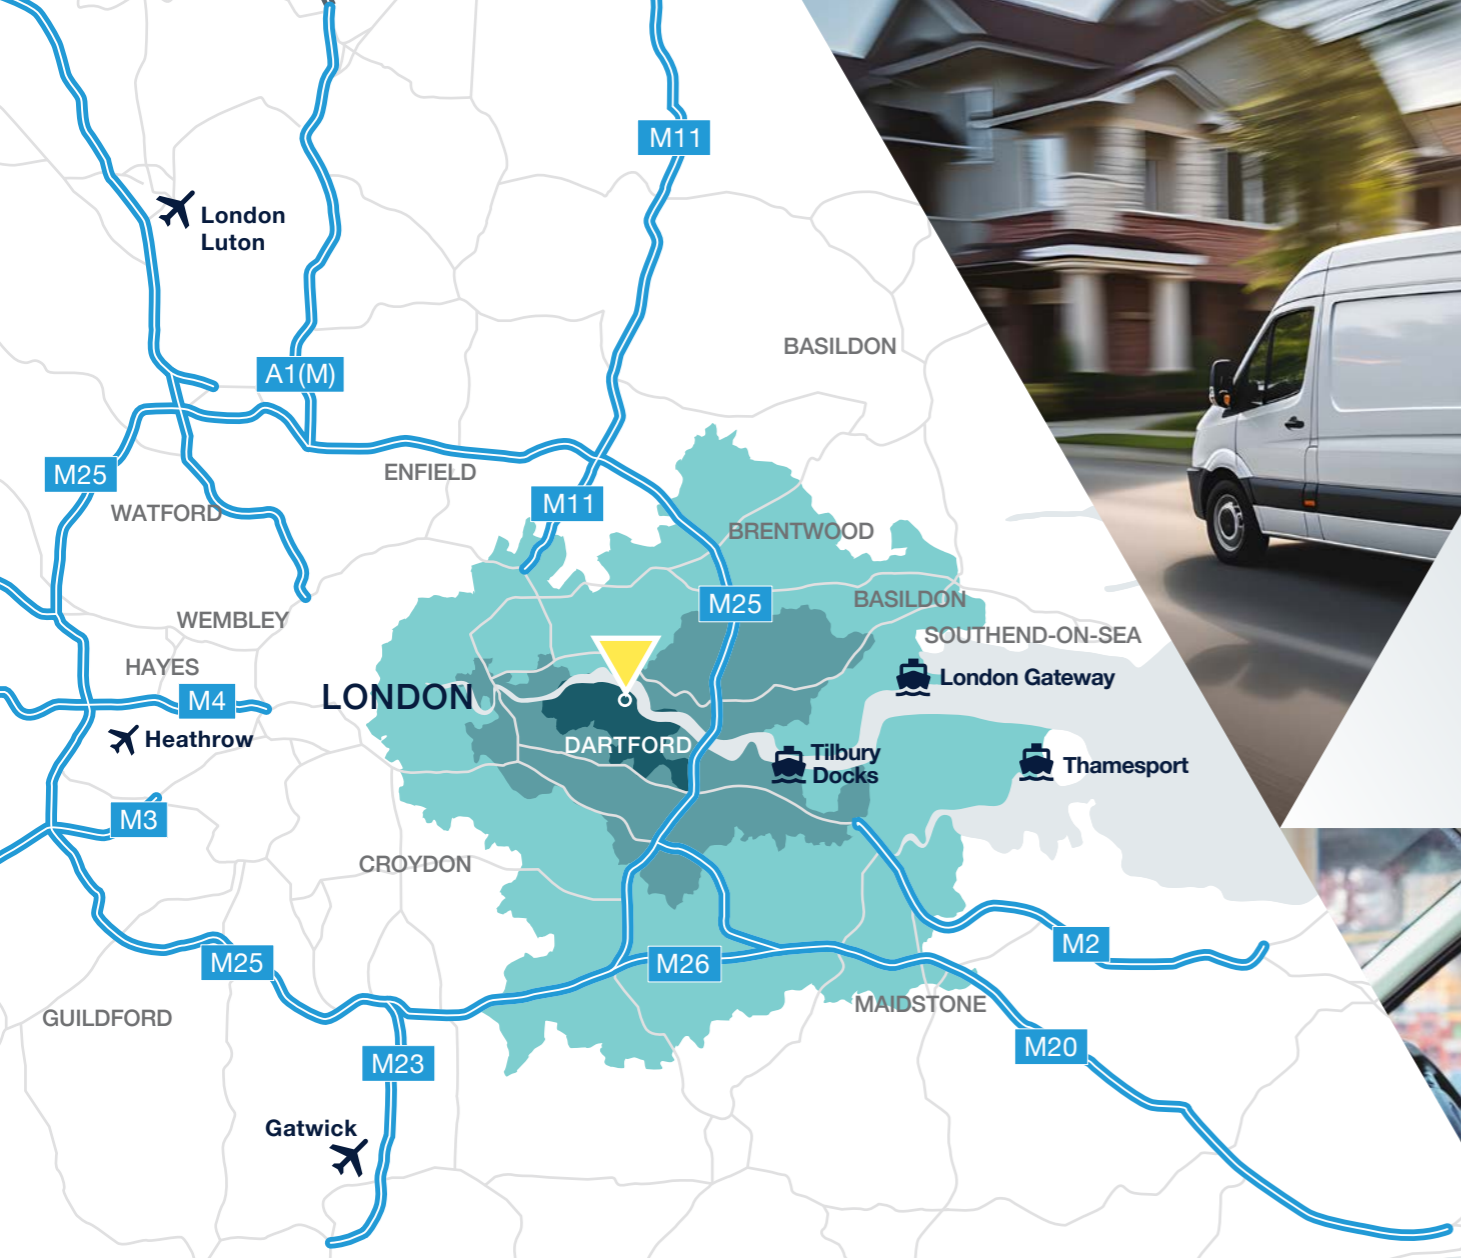 M11
London
Luton
BASILDON
A1(M)
ENFIELD
M25
M11
WATFORD
BRENTWOOD
BASILDON
M25
WEMBLEY
SOUTHEND-ON-SEA
HAYES
London Gateway
LONDON
M4
Heathrow
DARTFORD
Tilbury
Docks
Thamesport
M3
CROYDON
M2
M25
M26
MAIDSTONE
GUILDFORD
M20
M23
Gatwick